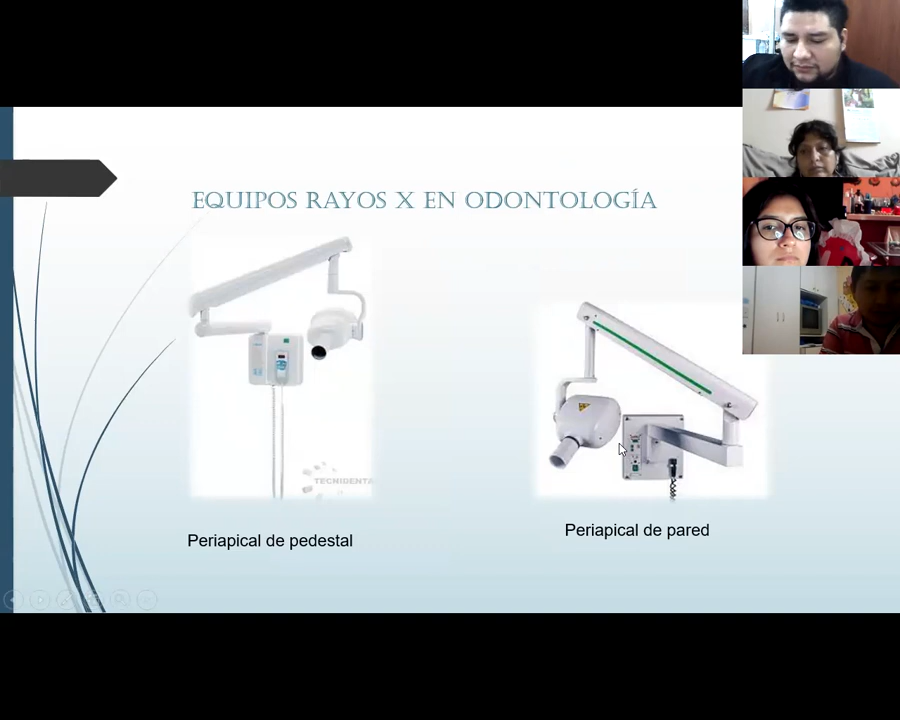 EQUIPOS RAYOS X EN ODONTOLOGÍA
TECNIDENTA
Periapical de pedestal
Periapical de pared